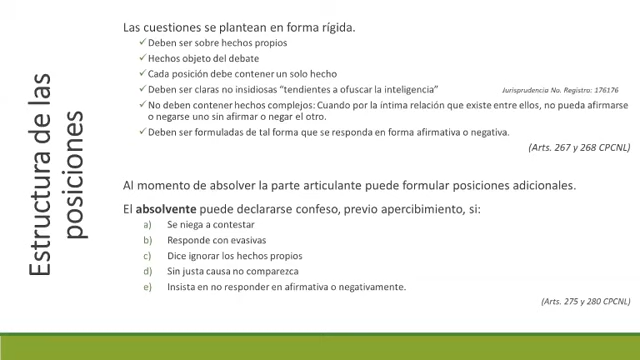 Estructura de las
posiciones
Las cuestiones se plantean en forma rígida.
✓Deben ser sobre hechos propios
✓Hechos objeto del debate
✓Cada posición debe contener un solo hecho
✓Deben ser claras no insidiosas “tendientes a ofuscar la inteligencia” Jurisprudencia No. Registro: 176176
✓No deben contener hechos complejos: Cuando por la íntima relación que existe entre ellos, no pueda afirmarse
o negarse uno sin afirmar o negar el otro.
✓Deben ser formuladas de tal forma que se responda en forma afirmativa o negativa.
(Arts. 267 y 268 CPCNL)
Al momento de absolver la parte articulante puede formular posiciones adicionales.
El absolvente puede declararse confeso, previo apercibimiento, si:
a) Se niega a contestar
b) Responde con evasivas
c) Dice ignorar los hechos propios
d) Sin justa causa no comparezca
e) Insista en no responder en afirmativa o negativamente.
(Arts. 275 y 280 CPCNL)